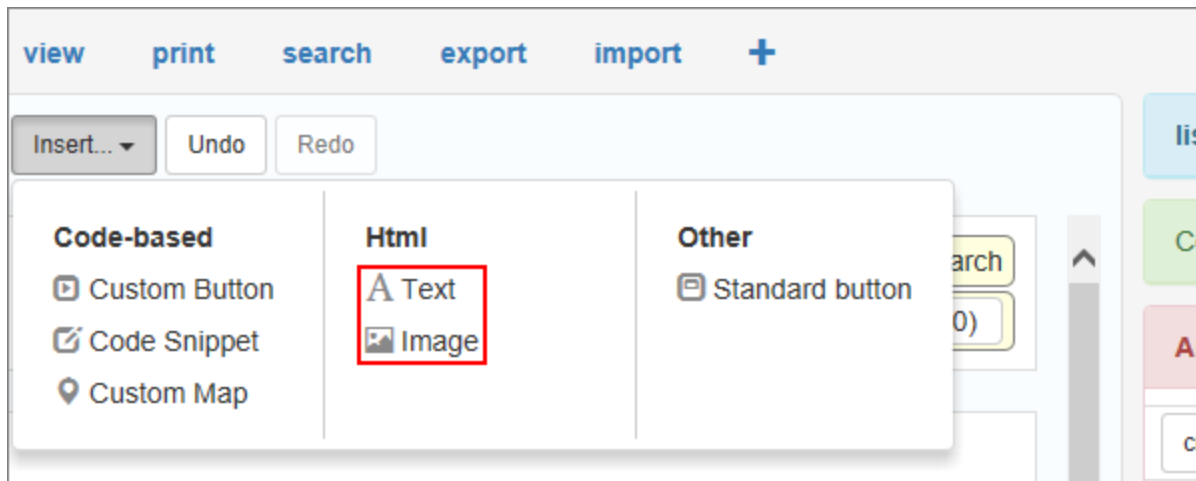 view print search export import +
Insert... Undo Redo
Code-based Html Other
Custom Button Text Standard button
Code Snippet Image
Custom Map
arch
0)